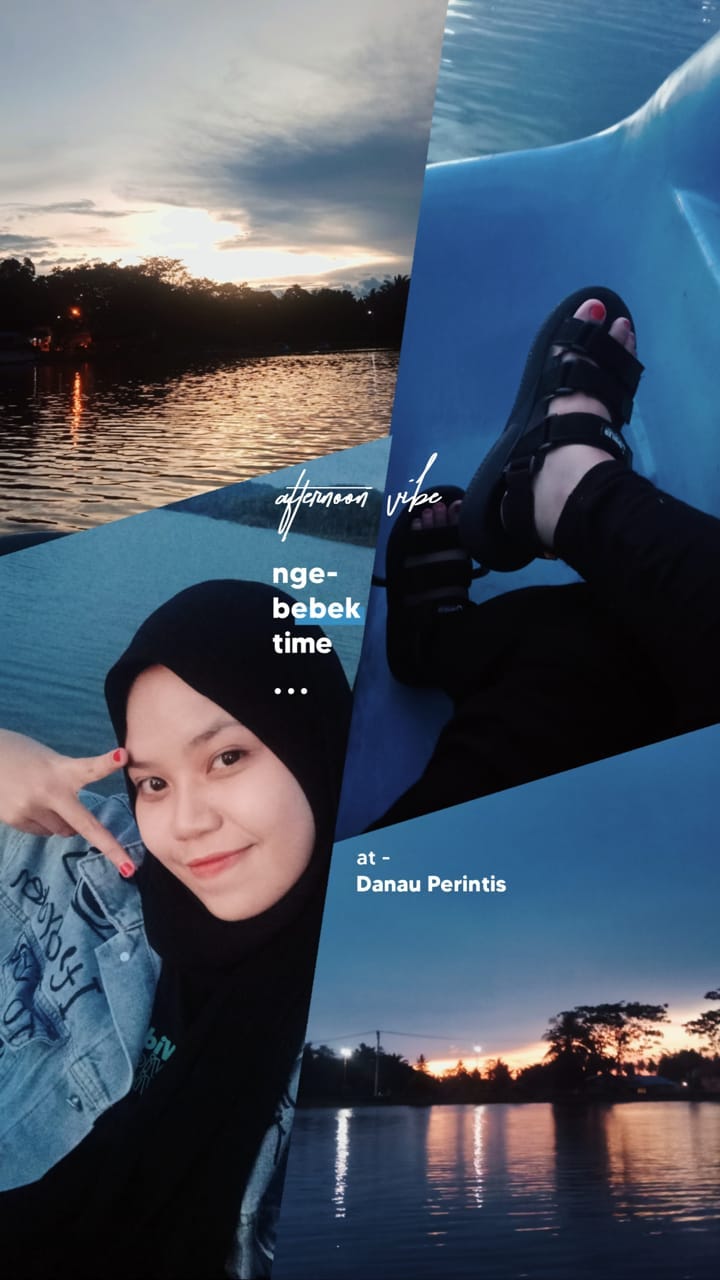 afternoon vibe
nge-
bebek
time
...
at -
Danau Perintis